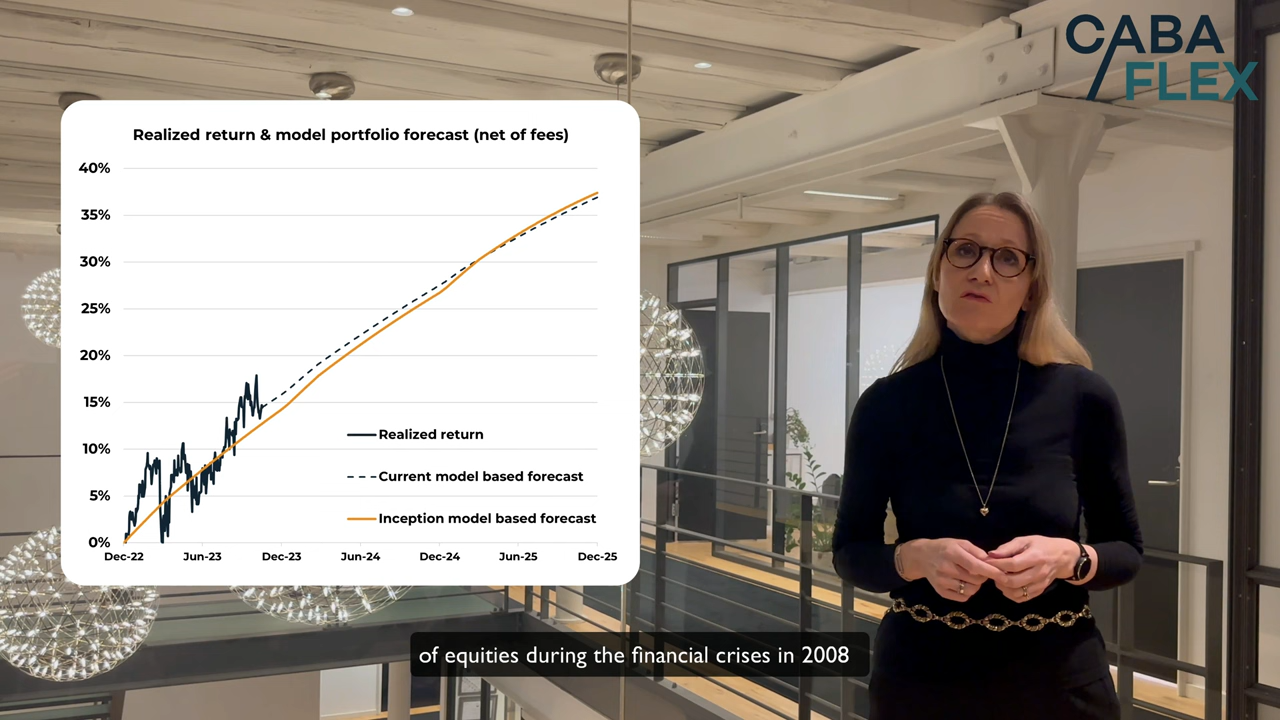 CABA
FLEX
Realized return & model portfolio forecast (net of fees)
40%
35%
30%
25%
20%
15%
10%
5%
0%
Realized return
Current model based forecast
Inception model based forecast
Dec-22 Jun-23 Dec-23 Jun-24 Dec-24 Jun-25 Dec-25
of equities during the financial crises in 2008